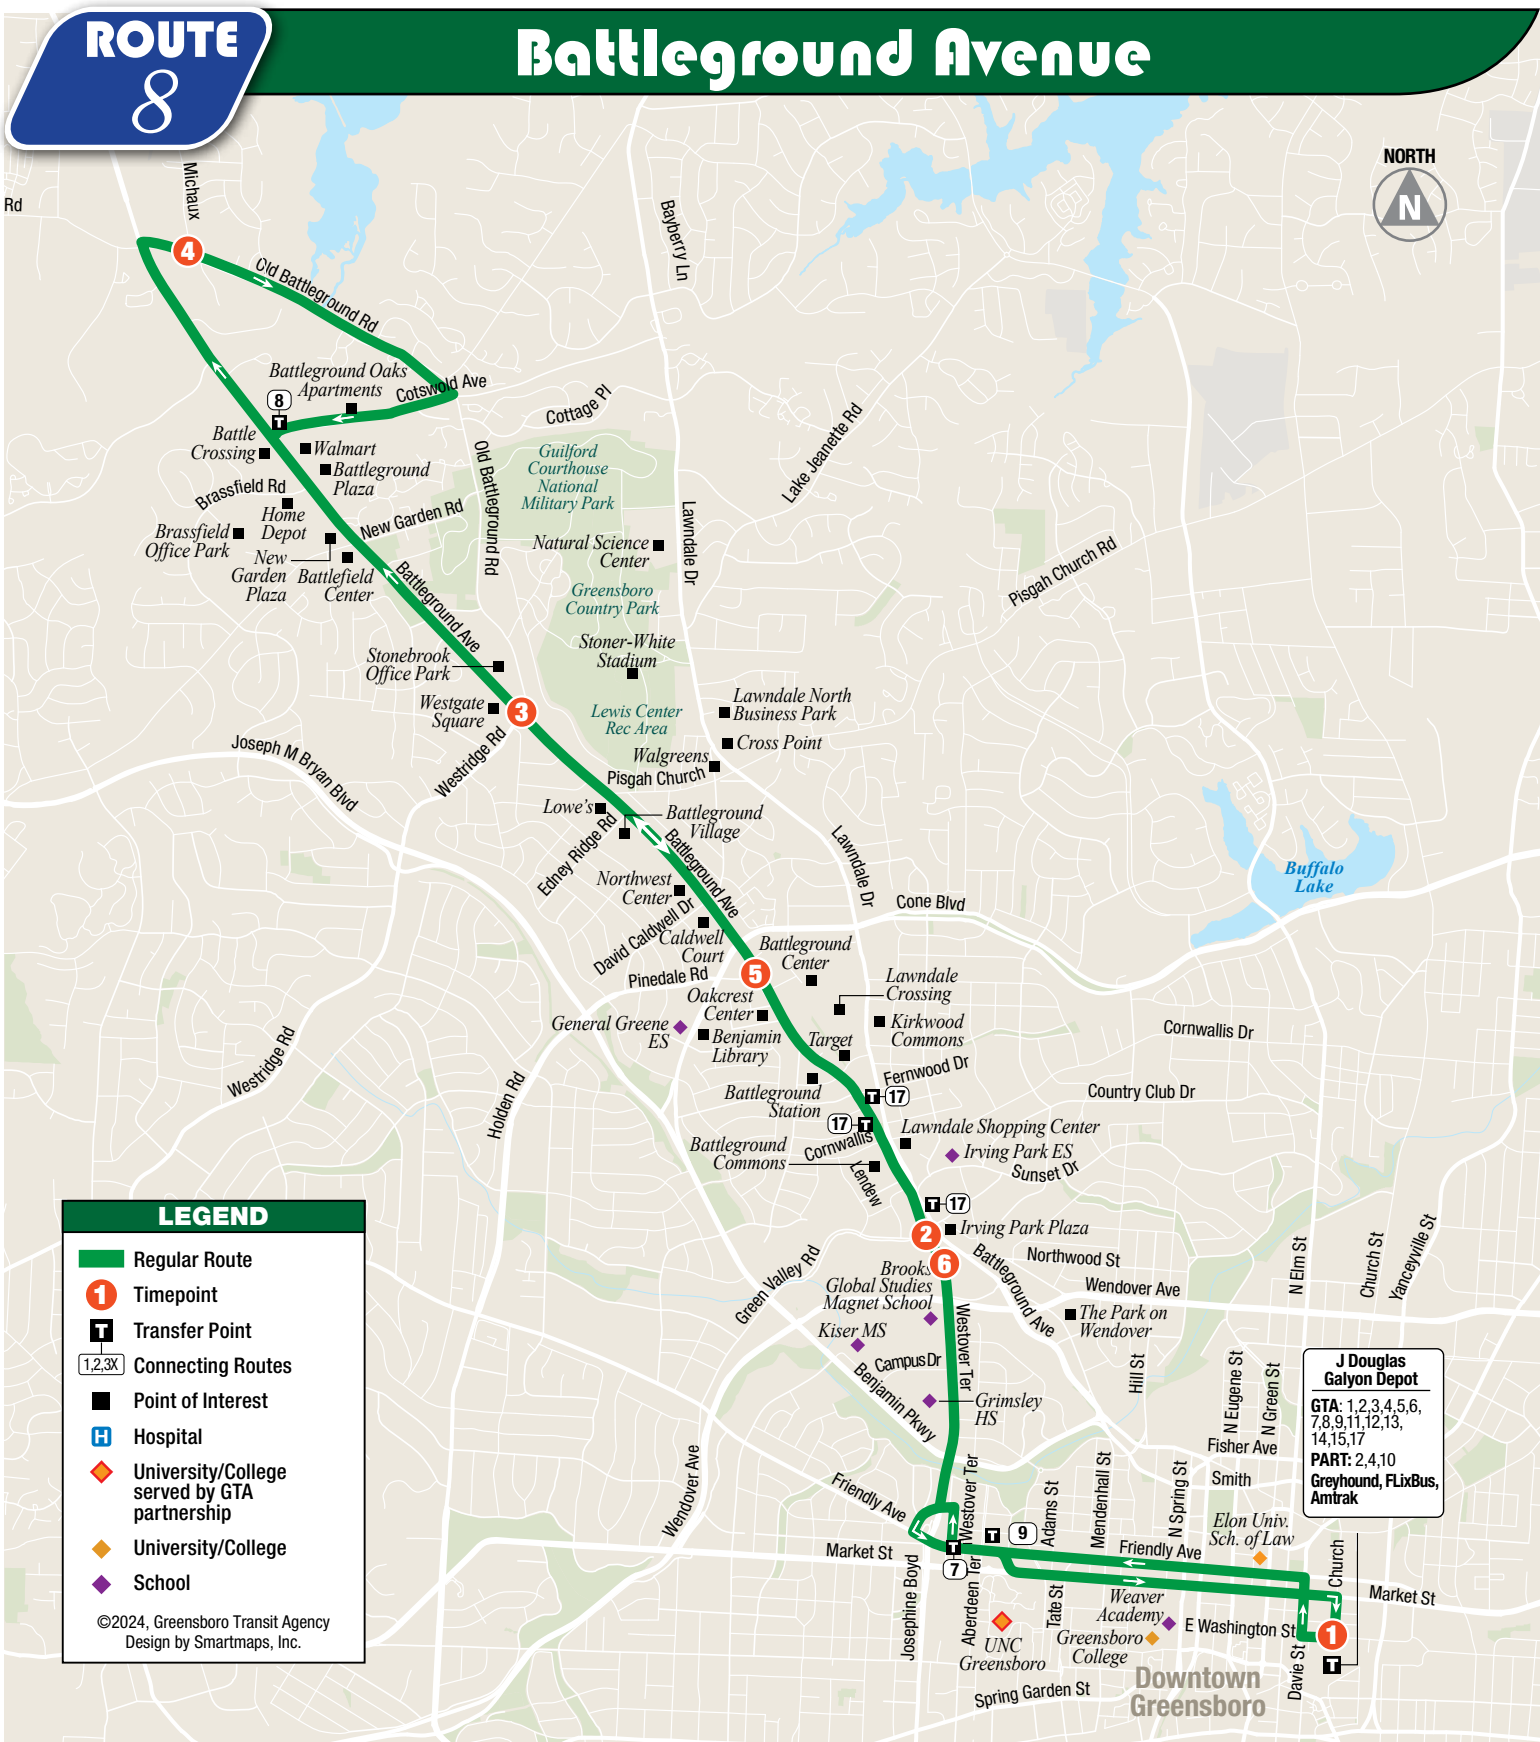 ROUTE
8
Battleground Avenue
NORTH
N
Rd
Michaux
4
Old Battleground Rd
Bayberry Ln
Battleground Oaks
Apartments
Cotswold Ave
8
T
Cottage Pl
Battle
Crossing
Walmart
Battleground
Plaza
Brassfield Rd
Home
Depot
Brassfield
Office Park
New Garden Rd
New
Garden
Plaza
Battlefield
Center
Old Battleground Rd
Guilford
Courthouse
National
Military Park
Lake Jeanette Rd
Lawndale Dr
Natural Science
Center
Greensboro
Country Park
Pisgah Church Rd
Battleground Ave
Stoner-White
Stadium
Stonebrook
Office Park
Westgate
Square
3
Lewis Center
Rec Area
Lawndale North
Business Park
Cross Point
Walgreens
Pisgah Church
Westridge Rd
Joseph M Bryan Blvd
Lowe's
Battleground
Village
Edney Ridge Rd
Battleground Ave
Lawndale Dr
Buffalo
Lake
Northwest
Center
David Caldwell Dr
Caldwell
Court
Cone Blvd
Battleground
Center
Pinedale Rd
5
Lawndale
Crossing
Oakcrest
Center
General Greene
ES
Benjamin
Library
Kirkwood
Commons
Target
Cornwallis Dr
Westridge Rd
Holden Rd
Fernwood Dr
Battleground
Station
T
17
Country Club Dr
17
T
Lawndale Shopping Center
Cornwallis
Battleground
Commons
Irving Park ES
Sunset Dr
Lendew
T
17
2
Irving Park Plaza
6
Battleground Ave
Northwood St
Green Valley Rd
Brooks
Global Studies
Magnet School
Wendover Ave
N Elm St
Church St
Yanceyville St
The Park on
Wendover
Kiser MS
Westover Ter
Campus Dr
Benjamin Pkwy
Grimsley
HS
Hill St
N Eugene St
N Green St
J Douglas
Galyon Depot
GTA: 1,2,3,4,5,6,
7,8,9,11,12,13,
14,15,17
PART: 2,4,10
Greyhound, FLixBus,
Amtrak
Fisher Ave
Smith
Wendover Ave
Friendly Ave
Westover Ter
Adams St
Mendenhall St
N Spring St
Elon Univ.
Sch. of Law
T
9
Market St
T
7
Friendly Ave
Church
Market St
Josephine Boyd
Aberdeen Ter
Tate St
Weaver
Academy
UNC
Greensboro
Greensboro
College
E Washington St
1
T
Davie St
Downtown
Greensboro
Spring Garden St
LEGEND
Regular Route
1
Timepoint
T
Transfer Point
1,2,3X
Connecting Routes
Point of Interest
H
Hospital
University/College
served by GTA
partnership
University/College
School
©2024, Greensboro Transit Agency
Design by Smartmaps, Inc.